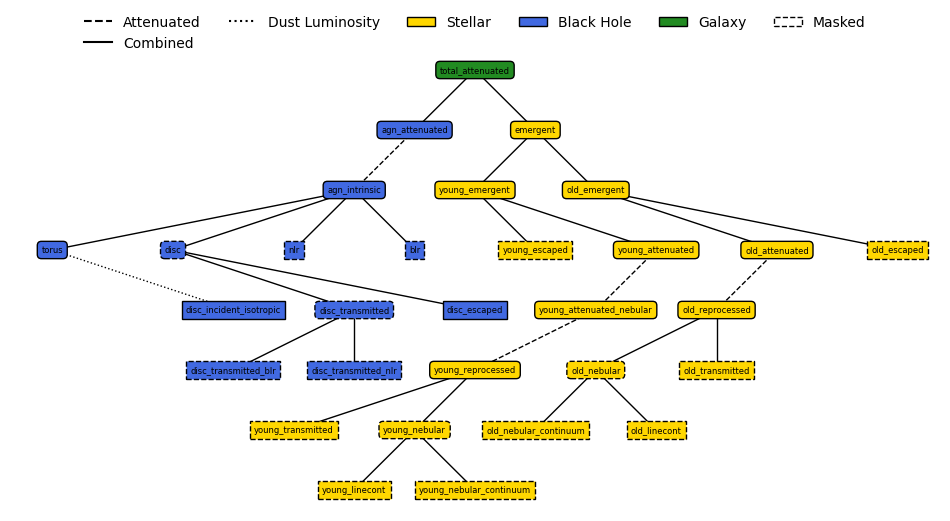 Attenuated Dust Luminosity Stellar Black Hole Galaxy Masked
Combined
total_attenuated
agn_attenuated emergent
agn_intrinsic young_emergent old_emergent
torus disc nlr blr young_escaped young_attenuated old_attenuated old_escaped
disc_incident_isotropic disc_transmitted disc_escaped young_attenuated_nebular old_reprocessed
disc_transmitted_blr disc_transmitted_nlr young_reprocessed old_nebular old_transmitted
young_transmitted young_nebular old_nebular_continuum old_linecont
young_linecont young_nebular_continuum